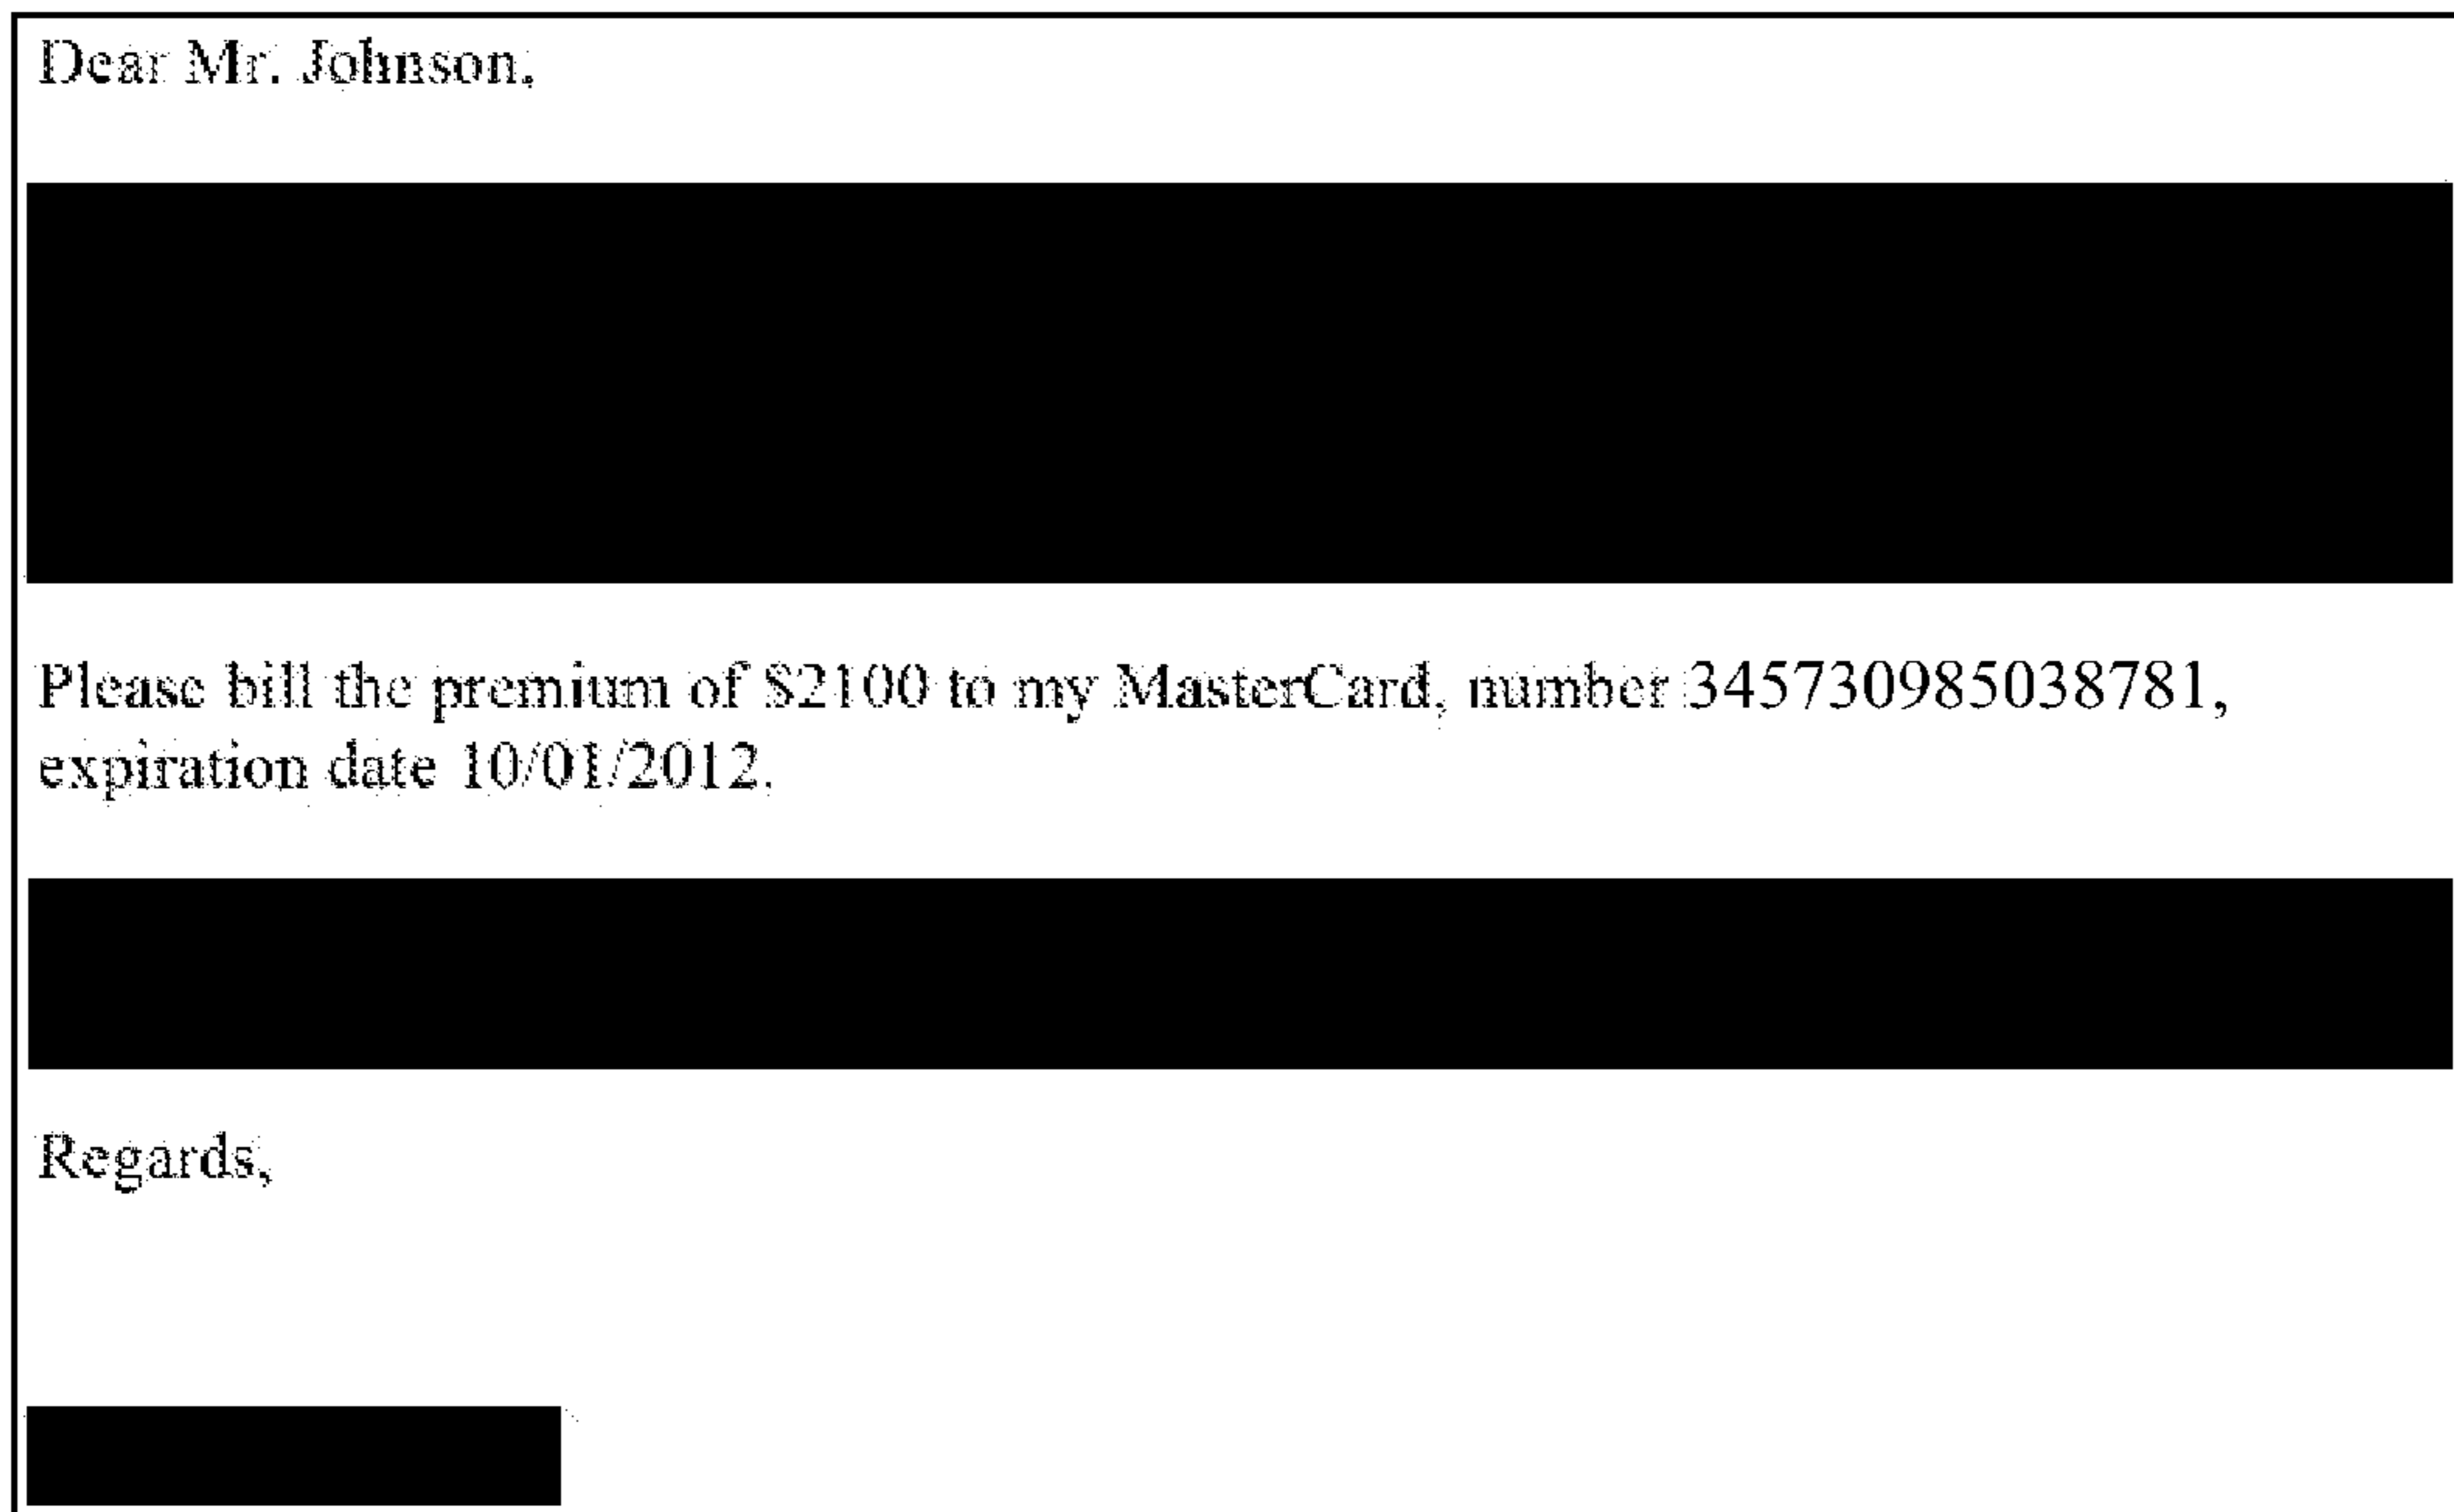 Dear Mr. Johnson,
Please bill the premium of $2100 to my MasterCard, number 345730985038781,
expiration date 10/01/2012.
Regards,